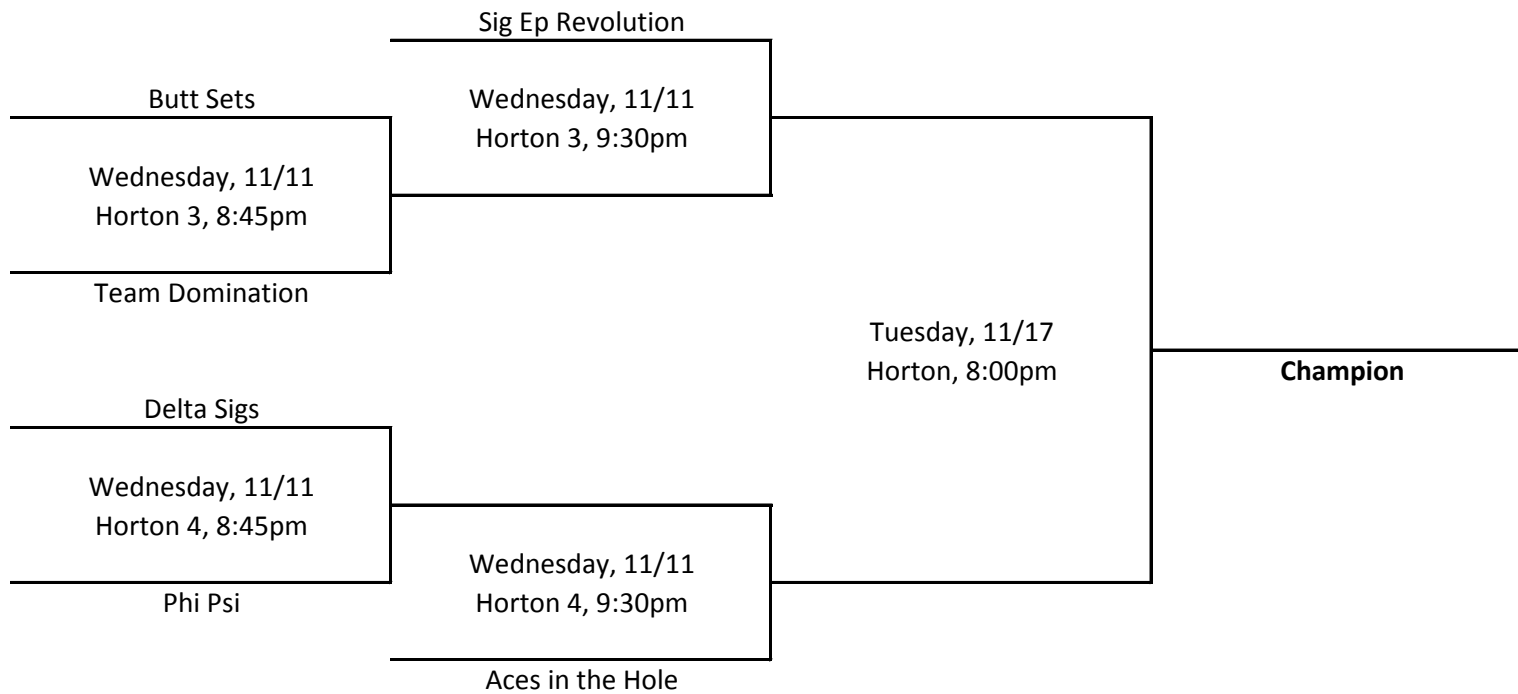 Sig Ep Revolution
Butt Sets
Wednesday, 11/11
Horton 3, 9:30pm
Wednesday, 11/11
Horton 3, 8:45pm
Team Domination
Tuesday, 11/17
Horton, 8:00pm
Champion
Delta Sigs
Wednesday, 11/11
Horton 4, 8:45pm
Wednesday, 11/11
Horton 4, 9:30pm
Phi Psi
Aces in the Hole